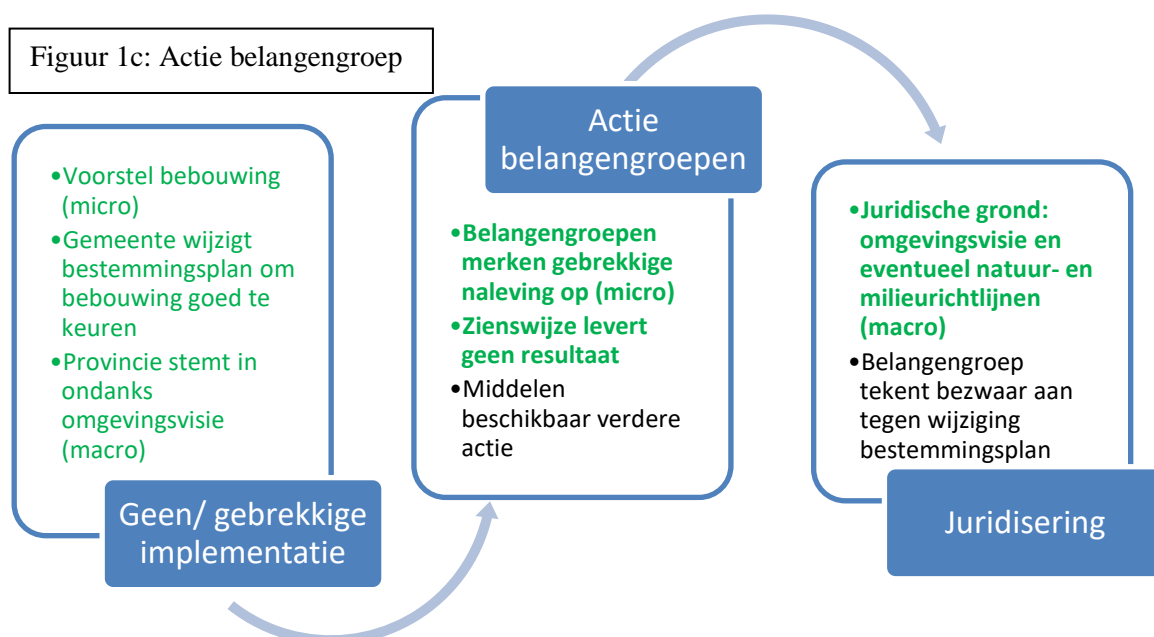 Figuur 1c: Actie belangengroep
•Voorstel bebouwing
(micro)
•Gemeente wijzigt
bestemmingsplan om
bebouwing goed te
keuren
•Provincie stemt in
ondanks
omgevingsvisie
(macro)
Geen/ gebrekkige
implementatie
Actie
belangengroepen
•Belangengroepen
merken gebrekkige
naleving op (micro)
•Zienswijze levert
geen resultaat
•Middelen
beschikbaar verdere
actie
•Juridische grond:
omgevingsvisie en
eventueel natuur- en
milieurichtlijnen
(macro)
•Belangengroep
tekent bezwaar aan
tegen wijziging
bestemmingsplan
Juridisering